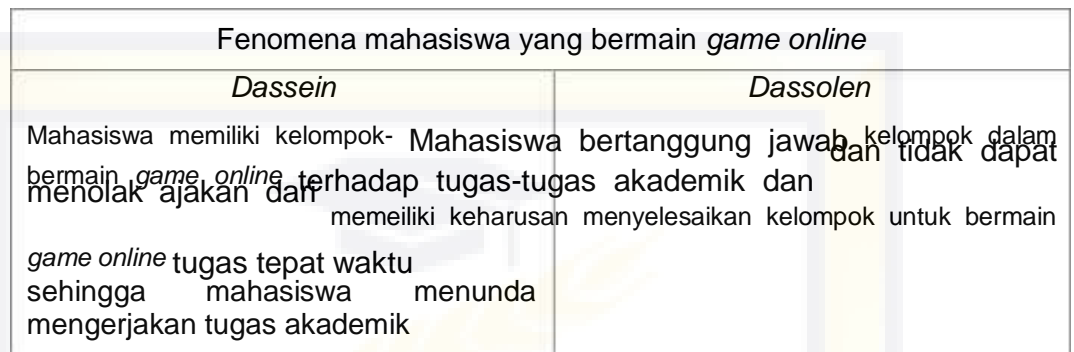 Fenomena mahasiswa yang bermain game online
Dassein
Dassolen
Mahasiswa memiliki kelompok- Mahasiswa bertanggung jawab kelompok dalam
bermain game online terhadap tugas-tugas akademik dan dan tidak dapat
menolak ajakan dari
memeiliki keharusan menyelesaikan kelompok untuk bermain
game online tugas tepat waktu
sehingga mahasiswa menunda
mengerjakan tugas akademik